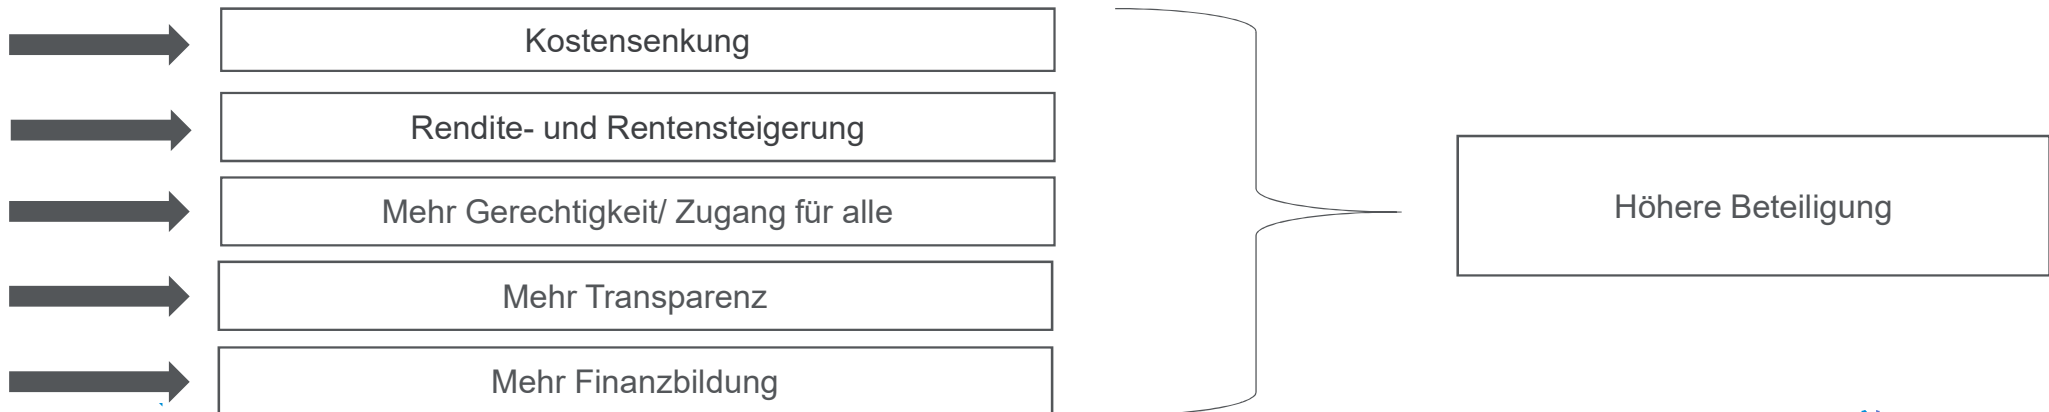 Kostensenkung
Rendite- und Rentensteigerung
Mehr Gerechtigkeit/ Zugang für alle
Mehr Transparenz
Mehr Finanzbildung
Höhere Beteiligung